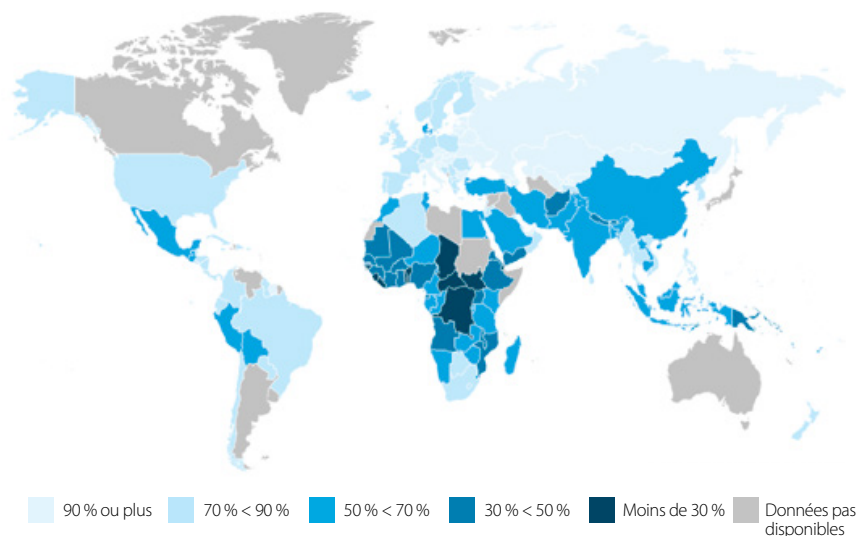 90 % ou plus
70 % < 90 %
50 % < 70 %
30 % < 50 %
Moins de 30 %
Données pas
disponibles